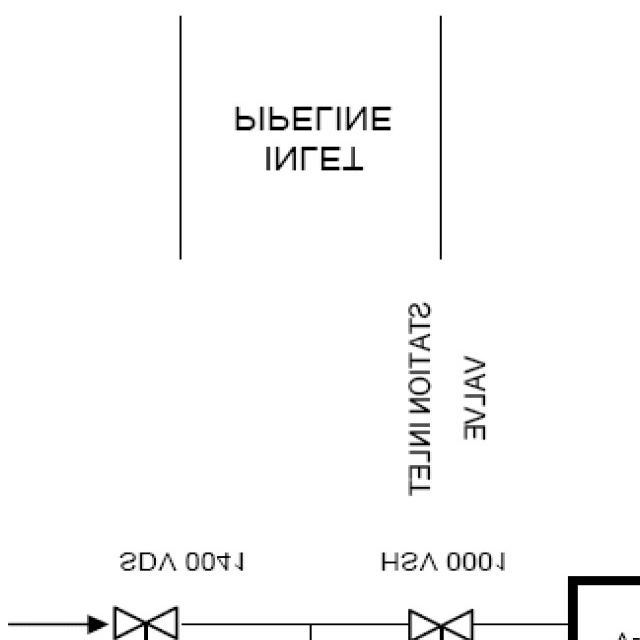 PIPELINE
INLET
STATION INLET
VALVE
SDV 0041
HSV 0001